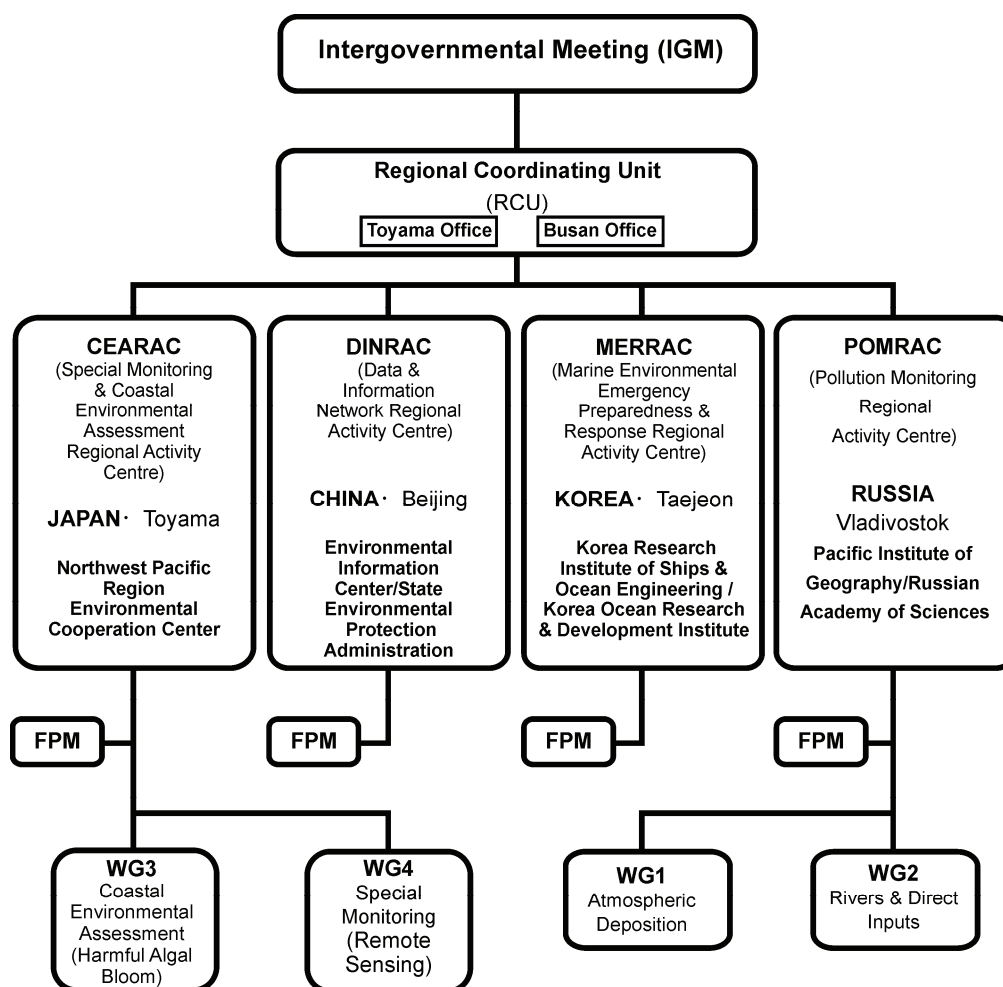 Intergovernmental Meeting (IGM)
Regional Coordinating Unit
(RCU)
Toyama Office
Busan Office
CEARAC
(Special Monitoring
& Coastal
Environmental
Assessment
Regional Activity
Centre)
JAPAN· Toyama
Northwest Pacific
Region
Environmental
Cooperation Center
DINRAC
(Data &
Information
Network Regional
Activity Centre)
CHINA· Beijing
Environmental
Information
Center/State
Environmental
Protection
Administration
MERRAC
(Marine Environmental
Emergency
Preparedness &
Response Regional
Activity Centre)
KOREA· Taejeon
Korea Research
Institute of Ships &
Ocean Engineering /
Korea Ocean Research
& Development Institute
POMRAC
(Pollution Monitoring
Regional
Activity Centre)
RUSSIA
Vladivostok
Pacific Institute of
Geography/Russian
Academy of Sciences
FPM
FPM
FPM
FPM
WG3
Coastal
Environmental
Assessment
(Harmful Algal
Bloom)
WG4
Special
Monitoring
(Remote
Sensing)
WG1
Atmospheric
Deposition
WG2
Rivers & Direct
Inputs